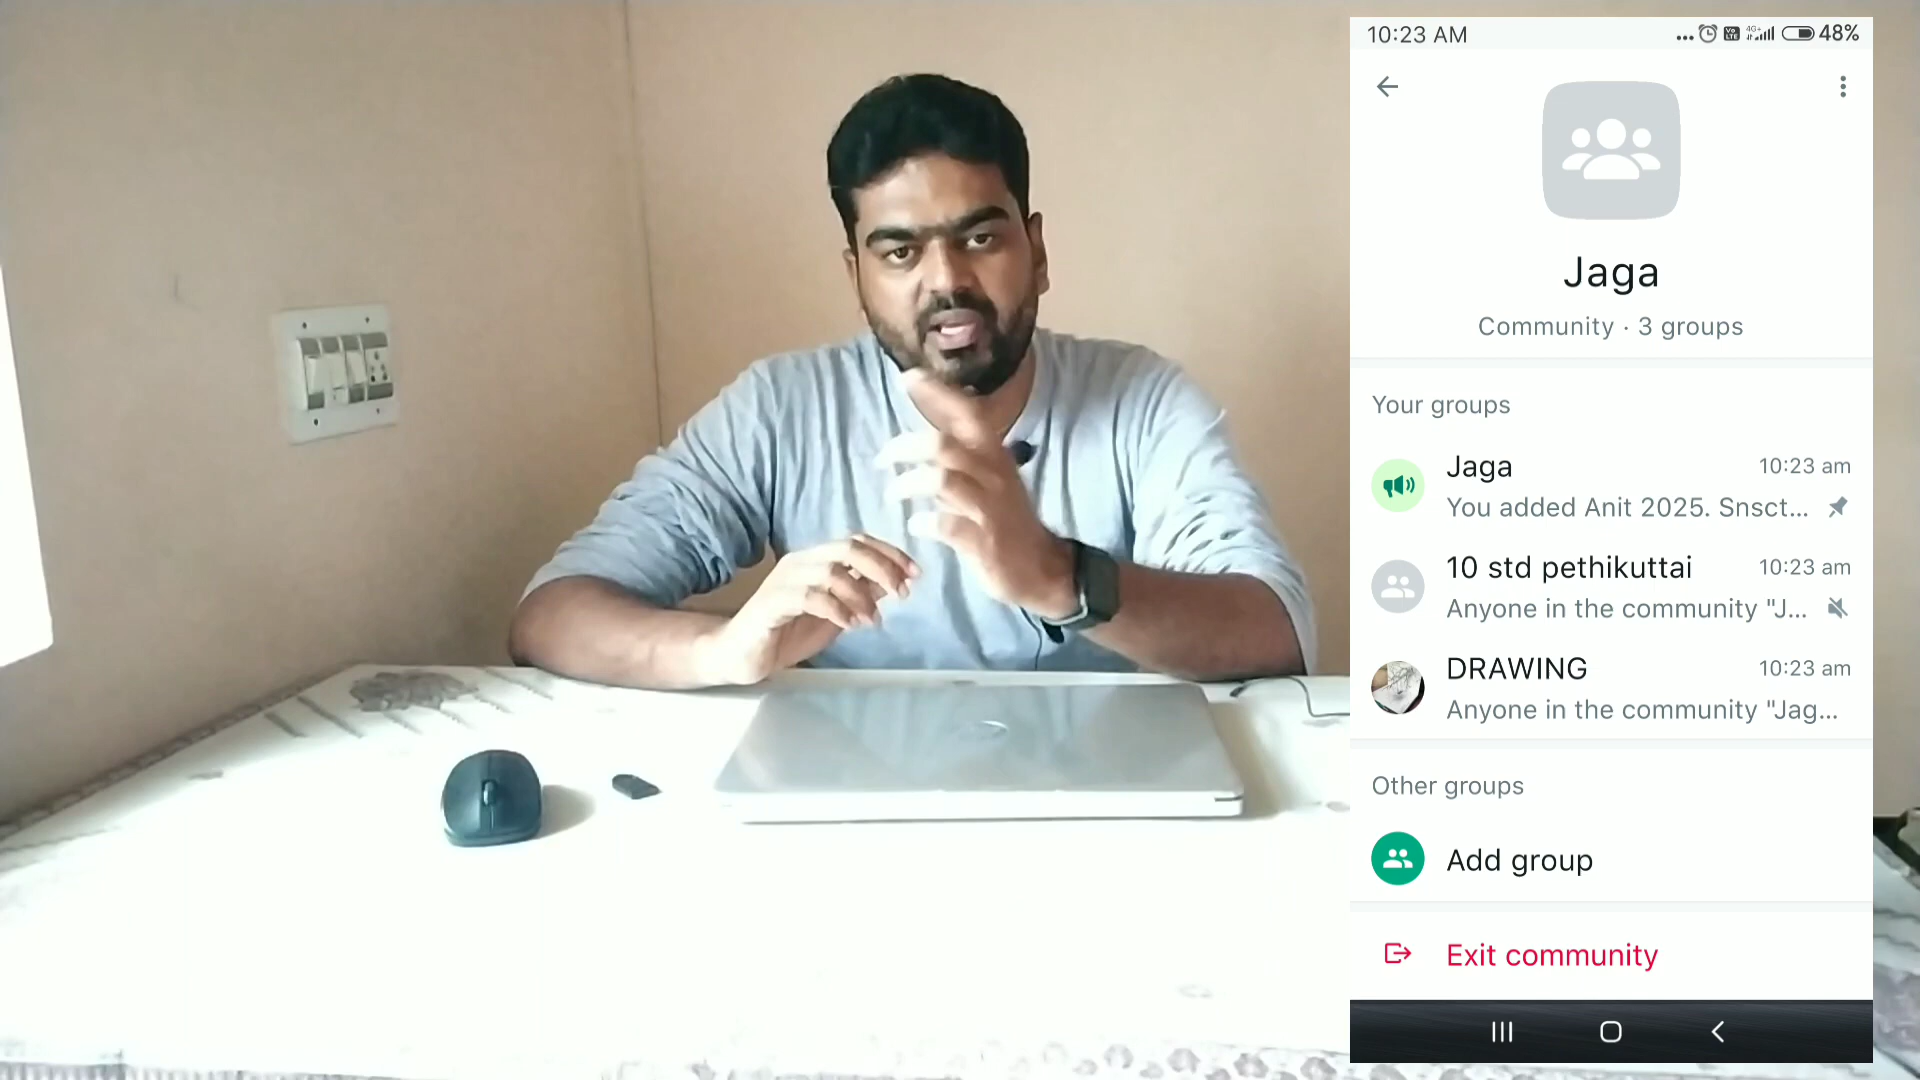 10:23 AM
48%
Jaga
Community · 3 groups
Your groups
Jaga
10:23 am
You added Anit 2025. Snsct...
10 std pethikuttai
10:23 am
Anyone in the community "J...
DRAWING
10:23 am
Anyone in the community "Jag...
Other groups
Add group
Exit community